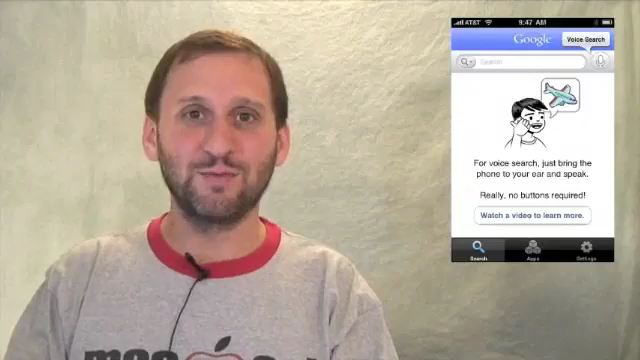 AT&T 9:47 AM
Google Voice Search
Search
For voice search, just bring the
phone to your ear and speak.
Really, no buttons required!
Watch a video to learn more.
Search Apps Settings